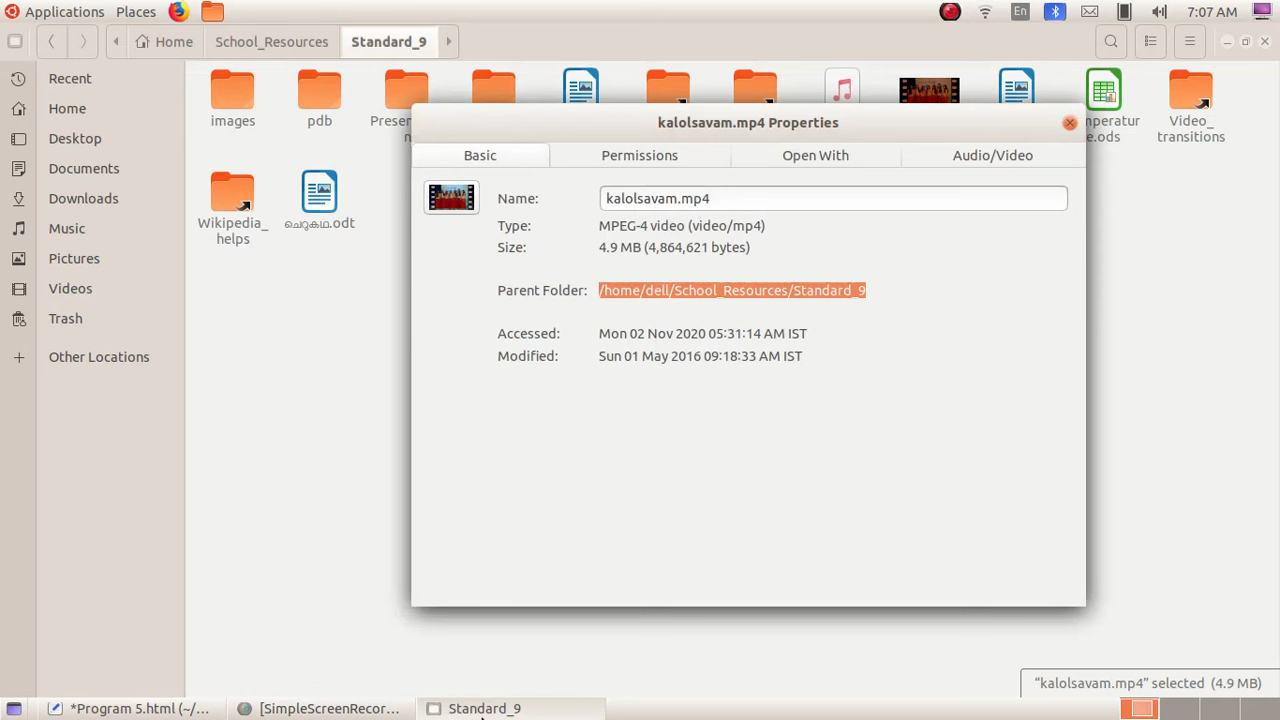 Applications Places En 7:07 AM
Home School_Resources Standard_9
Recent
Home
Desktop
Documents
Downloads
Music
Pictures
Videos
Trash
Other Locations
images pdb Presen Video_
transitions
Wikipedia_
helps
ചെറുകഥ.odt
kalolsavam.mp4 Properties
Basic Permissions Open With Audio/Video
Name: kalolsavam.mp4
Type: MPEG-4 video (video/mp4)
Size: 4.9 MB (4,864,621 bytes)
Parent Folder: /home/dell/School_Resources/Standard_9
Accessed: Mon 02 Nov 2020 05:31:14 AM IST
Modified: Sun 01 May 2016 09:18:33 AM IST
"kalolsavam.mp4" selected (4.9 MB)
*Program 5.html (~/... [SimpleScreenRecor... Standard_9